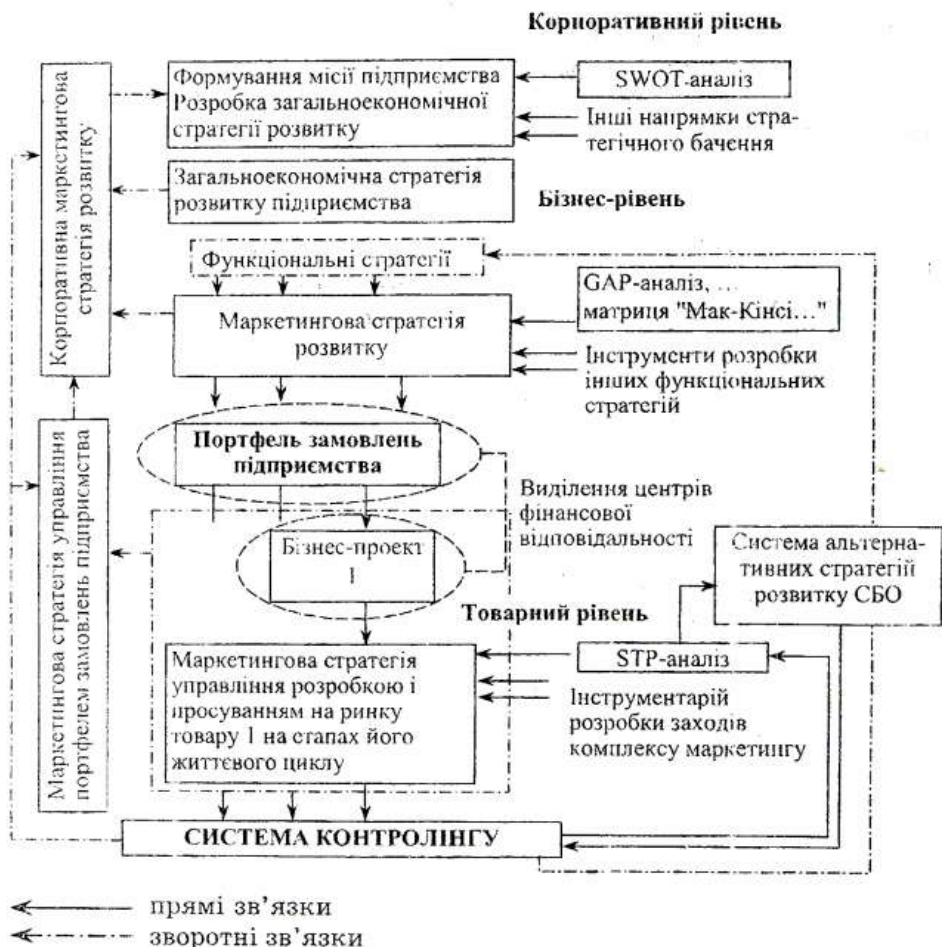 Корпоративний рівень
Формування місії підприємства
Розробка загальноекономічної
стратегії розвитку
SWOT-аналіз
Інші напрямки стра-
тегічного бачення
Корпоративна маркетингова
стратегія розвитку
Загальноекономічна стратегія
розвитку підприємства
Бізнес-рівень
Функціональні стратегії
GAP-аналіз, ...
матриця "Мак-Кінсі..."
Маркетингова стратегія
розвитку
Інструменти розробки
інших функціональних
стратегій
Портфель замовлень
підприємства
Маркетингова стратегія управління
портфелем замовлень підприємства
Виділення центрів
фінансової
відповідальності
Бізнес-проект
1
Система альтерна-
тивних стратегій
розвитку СБО
Товарний рівень
Маркетингова стратегія
управління розробкою і
просуванням на ринку
товару 1 на етапах його
життєвого циклу
STP-аналіз
Інструментарій
розробки заходів
комплексу маркетингу
СИСТЕМА КОНТРОЛІНГУ
прямі зв’язки
зворотні зв’язки